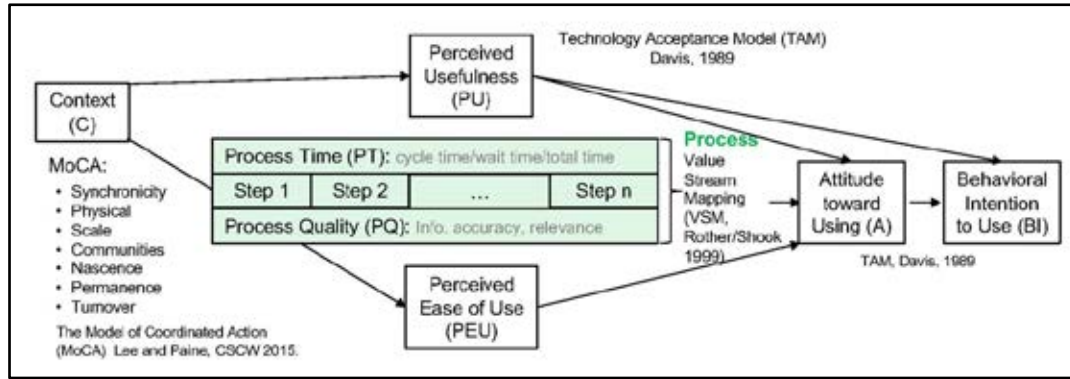 Technology Acceptance Model (TAM)
Davis, 1989
Perceived
Usefulness
(PU)
Context
(C)
MoCA:
• Synchronicity
• Physical
• Scale
• Communities
• Nascence
• Permanence
• Turnover
The Model of Coordinated Action
(MoCA) Lee and Paine, CSCW 2015.
Process Time (PT): cycle time/wait time/total time
Step 1 Step 2 ... Step n
Process Quality (PQ): Info. accuracy, relevance
Process
Value
Stream
Mapping
(VSM,
Rother/Shook
1999)
Perceived
Ease of Use
(PEU)
Attitude
toward
Using (A)
Behavioral
Intention
to Use (BI)
TAM, Davis, 1989